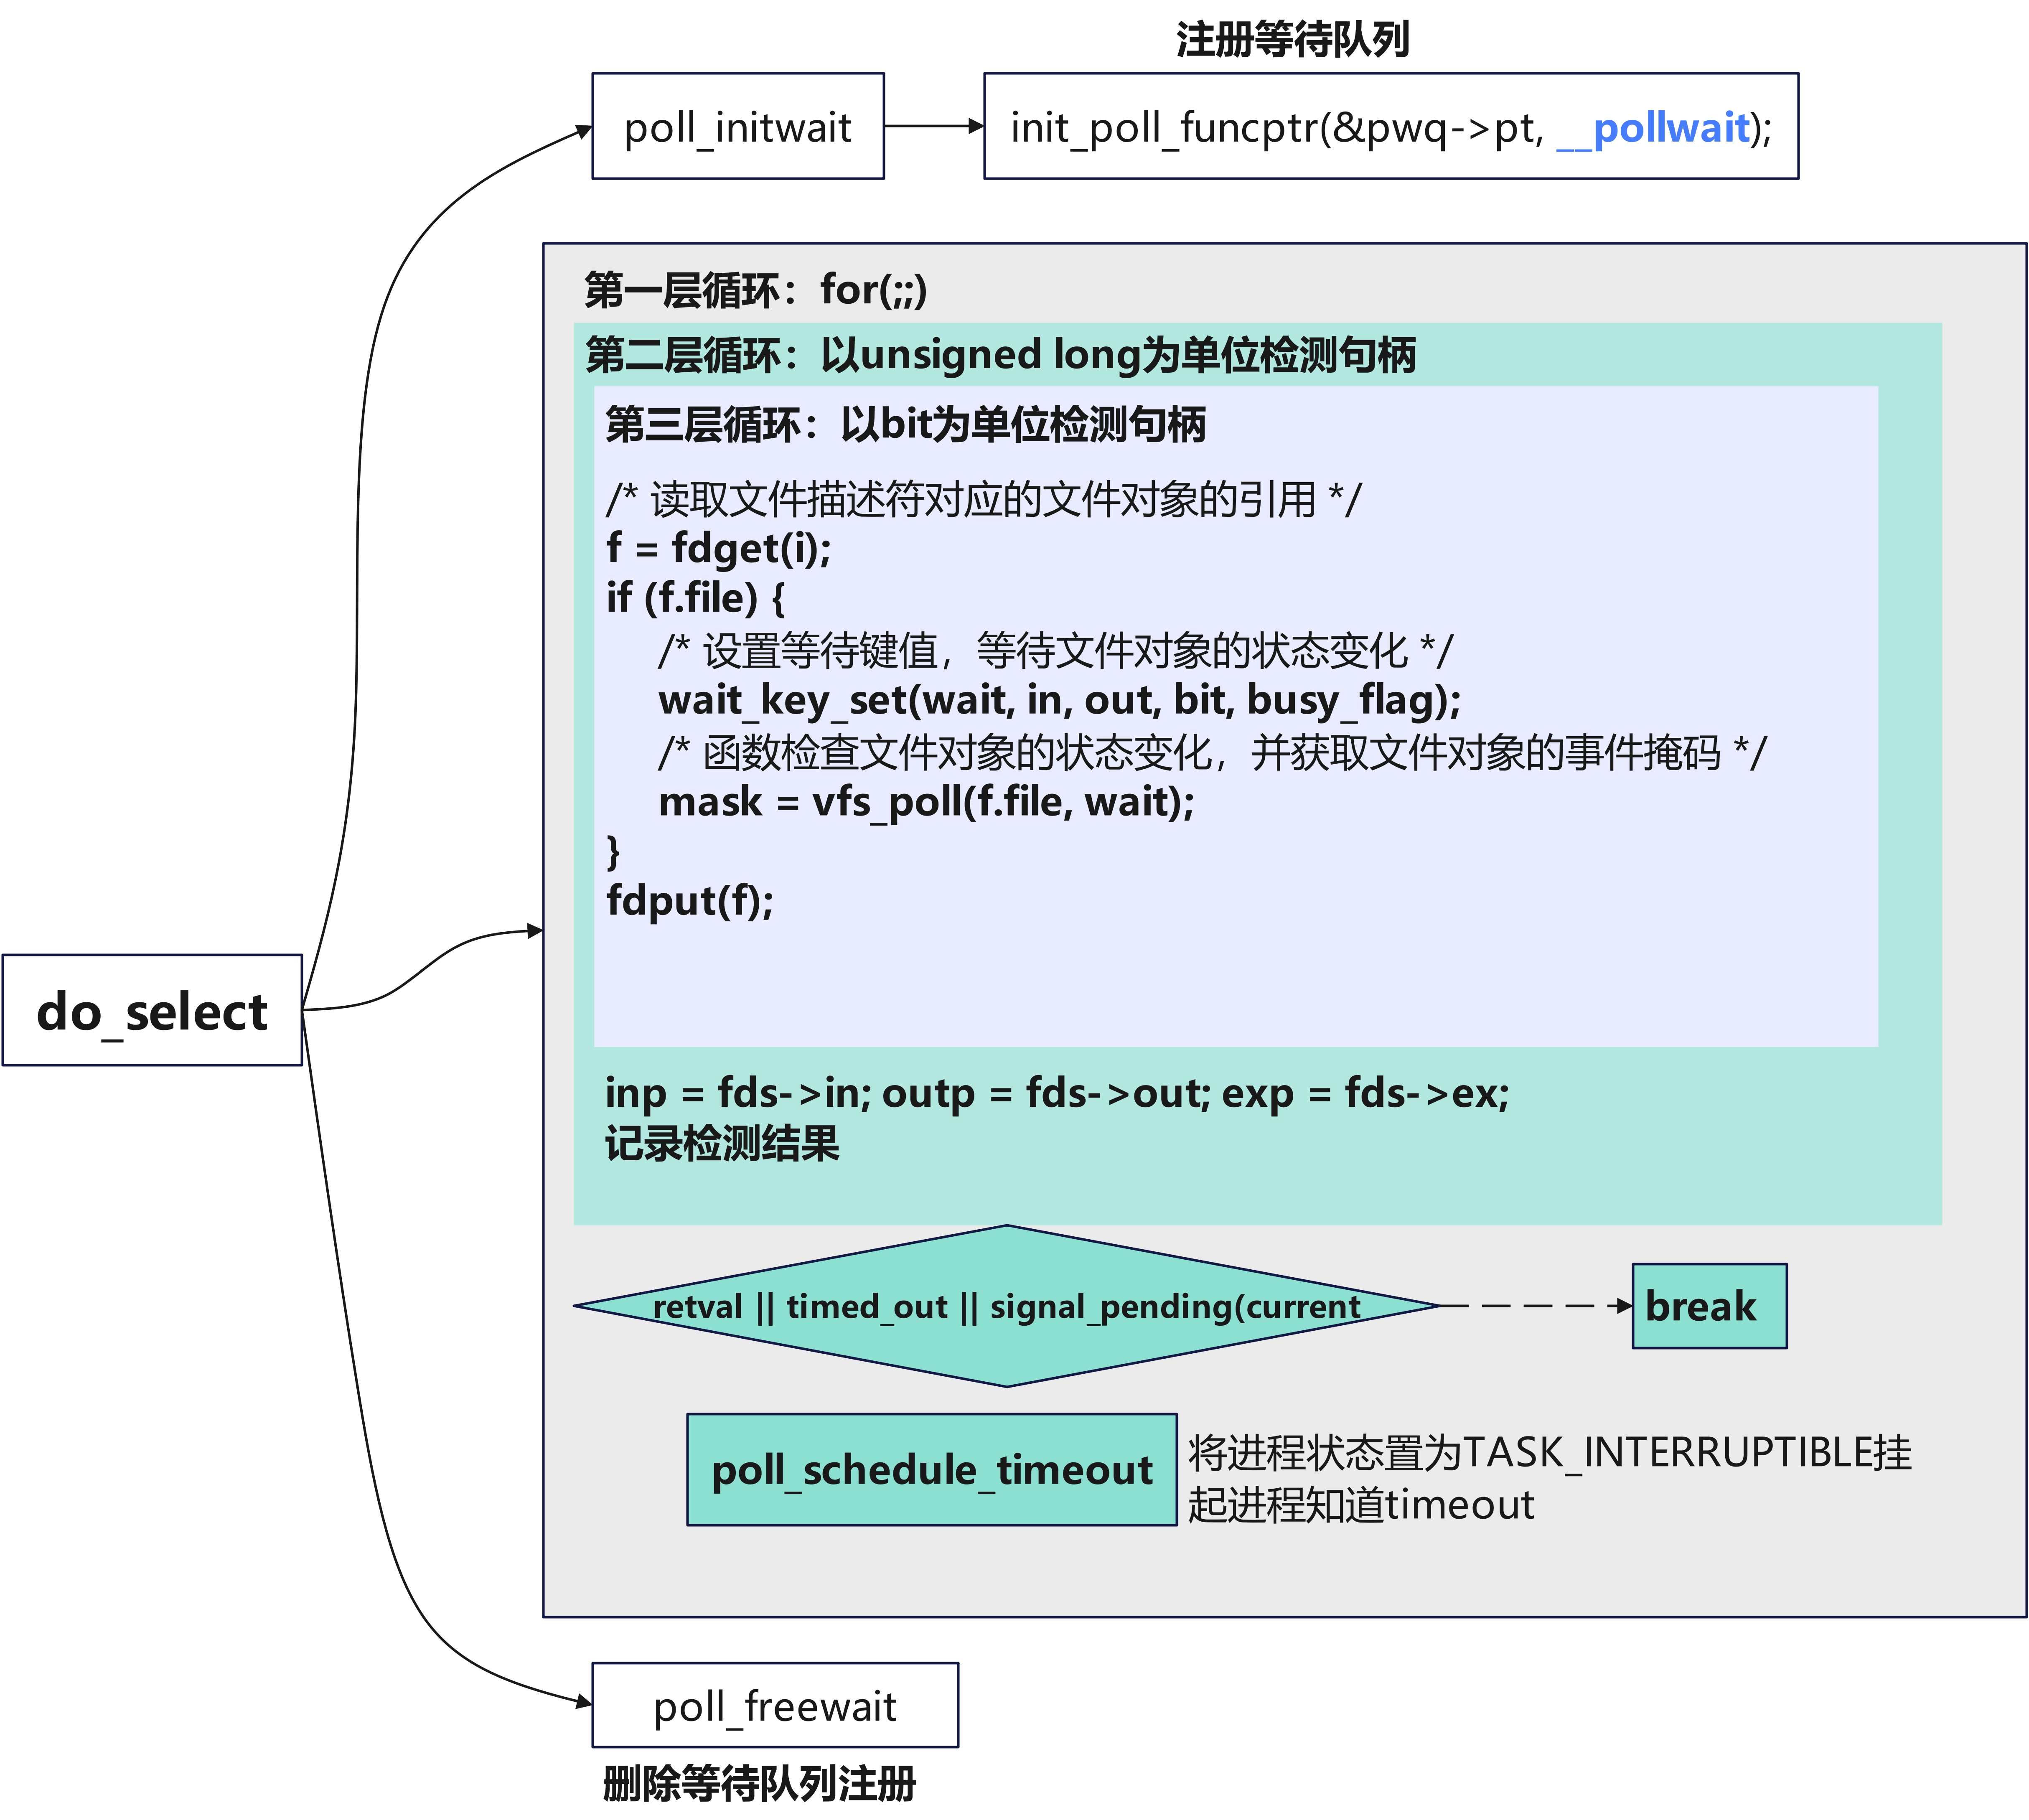 注册等待队列
poll_initwait
init_poll_funcptr(&pwq->pt, __pollwait);
第一层循环：for(;;)
第二层循环：以unsigned long为单位检测句柄
第三层循环：以bit为单位检测句柄
/* 读取文件描述符对应的文件对象的引用 */
f = fdget(i);
if (f.file) {
/* 设置等待键值，等待文件对象的状态变化 */
wait_key_set(wait, in, out, bit, busy_flag);
/* 函数检查文件对象的状态变化，并获取文件对象的事件掩码 */
mask = vfs_poll(f.file, wait);
}
fdput(f);
do_select
inp = fds->in; outp = fds->out; exp = fds->ex;
记录检测结果
retval || timed_out || signal_pending(current
break
poll_schedule_timeout
将进程状态置为TASK_INTERRUPTIBLE挂
起进程知道timeout
poll_freewait
删除等待队列注册